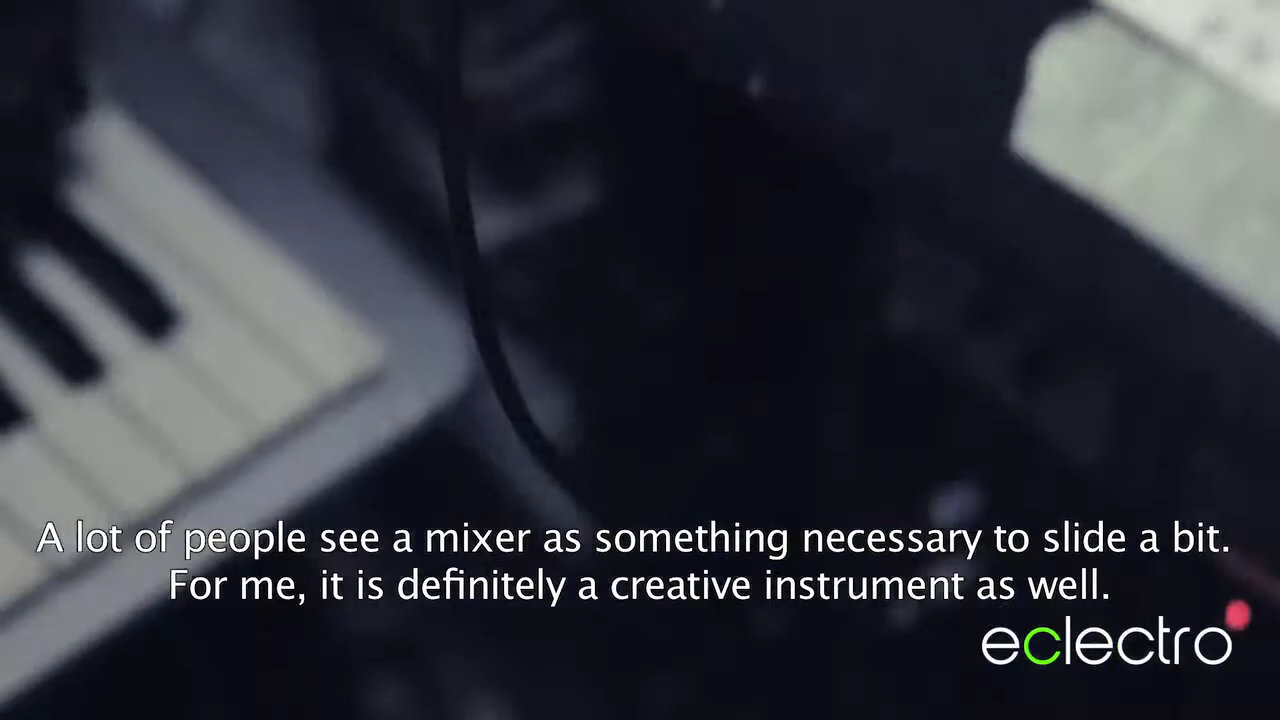 A lot of people see a mixer as something necessary to slide a bit.
For me, it is definitely a creative instrument as well.
eclectro